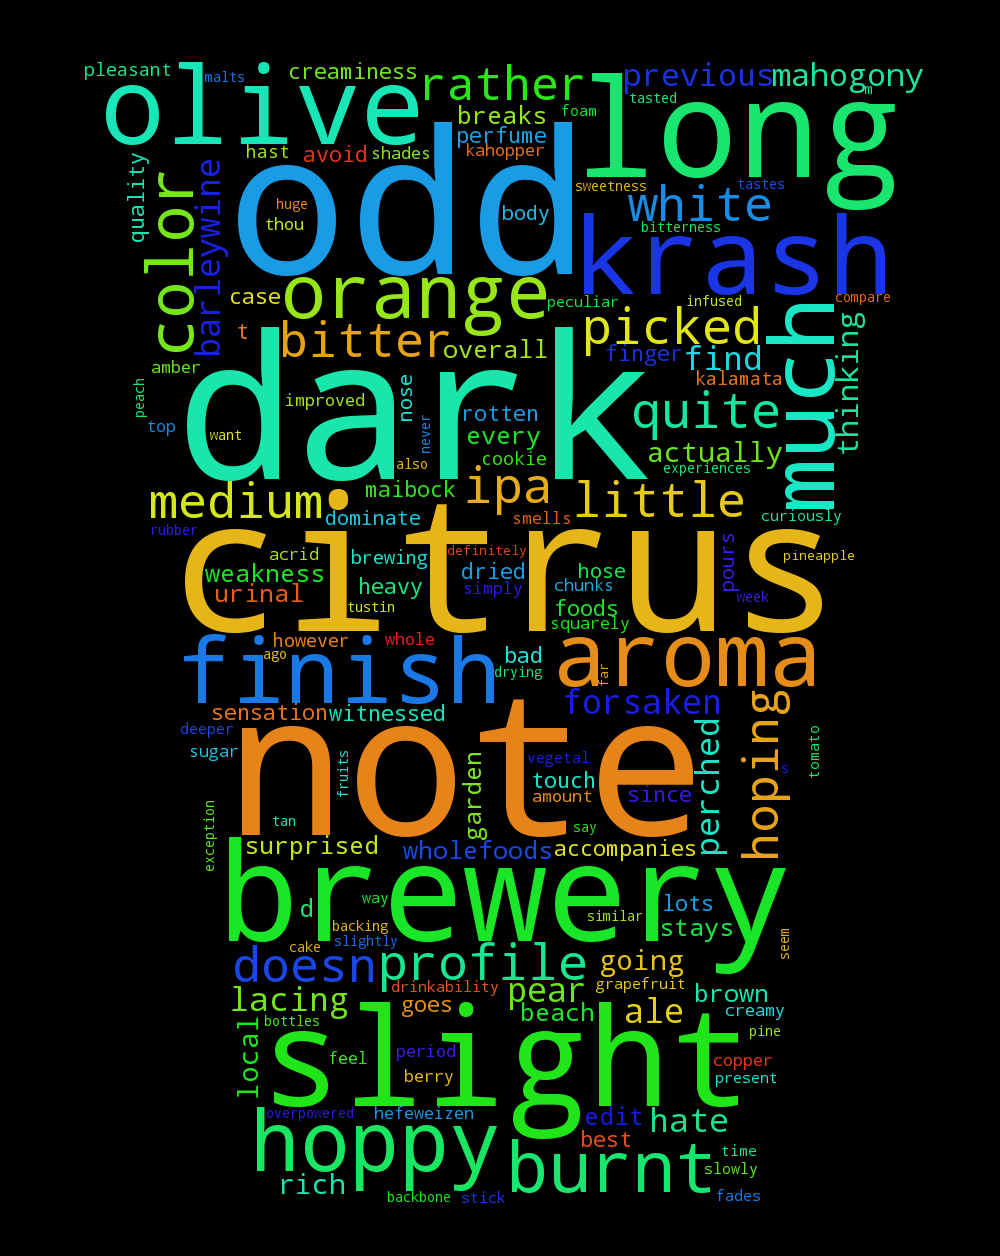 pleasant
malts
creaminess
rather
previous
mahogony
olive
long
m
tasted
breaks
foam
perfume
hast
avoid
shades
kahopper
odd
quality
color
barleywine
huge
thou
body
sweetness
tastes
white
bitterness
krash
case
orange
peculiar
infused
compare
t
bitter
overall
picked
much
thinking
finger
find
amber
kalamata
peach
improved
nose
dark
rotten
quite
top
want
never
every
actually
also
cookie
experiences
medium
maibock
ipa
little
rubber
dominate
smells
curiously
citrus
acrid
brewing
definitely
pours
pineapple
weakness
heavy
dried
hose
urinal
simply
chunks
week
tustin
foods
squarely
finish
however
whole
aroma
ago
bad
drying
far
sensation
witnessed
forsaken
deeper
note
perched
hoping
tomato
sugar
fruits
garden
vegetal
touch
s
amount
since
exception
tan
say
surprised
wholefoods
accompanies
brewery
way
d
lots
similar
backing
stays
cake
slightly
seem
doesn
profile
going
drinkability
pear
grapefruit
brown
lacing
goes
beach
ale
creamy
local
bottles
slight
pine
feel
period
copper
berry
present
overpowered
hefeweizen
edit
hate
hoppy
burnt
best
time
slowly
rich
backbone
stick
fades